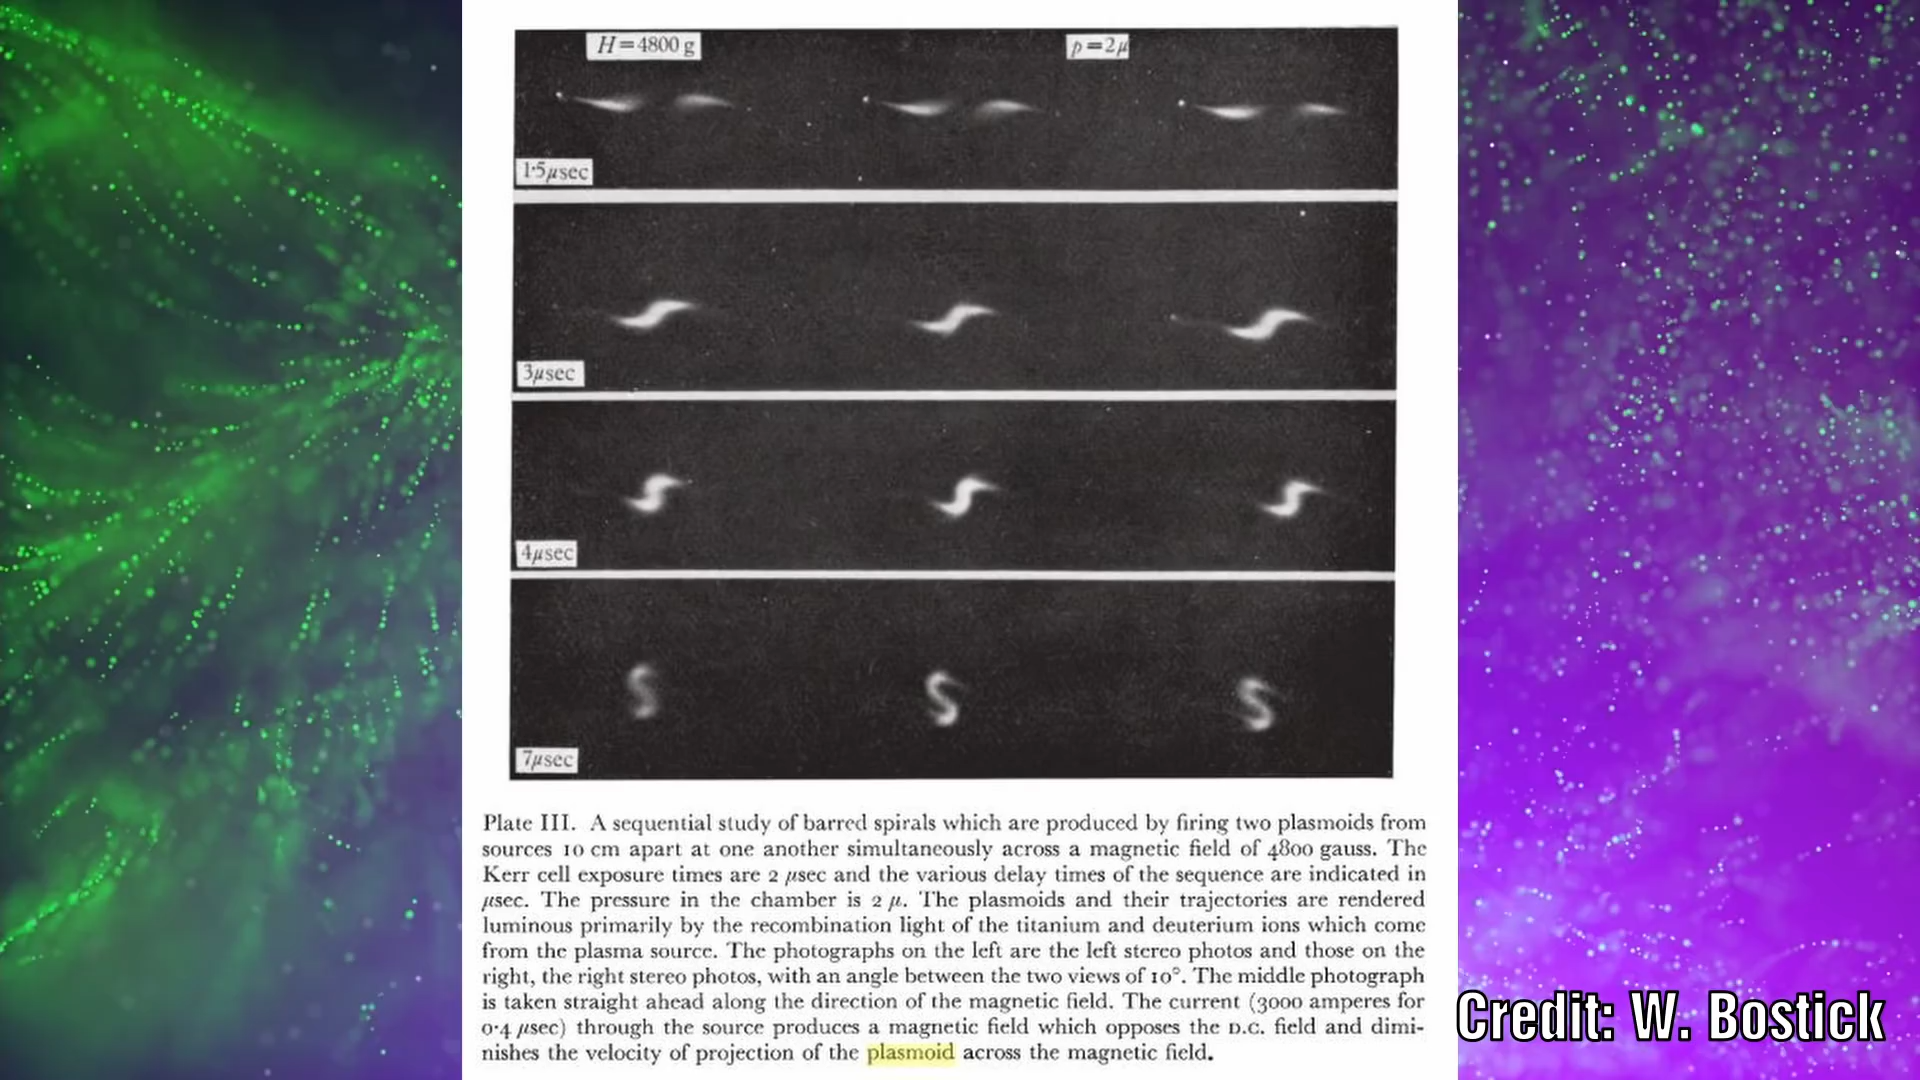 H=4800 g
p=2μ
1·5μsec
3μsec
4μsec
7μsec
Plate III. A sequential study of barred spirals which are produced by firing two plasmoids from
sources 10 cm apart at one another simultaneously across a magnetic field of 4800 gauss. The
Kerr cell exposure times are 2 μsec and the various delay times of the sequence are indicated in
μsec. The pressure in the chamber is 2 μ. The plasmoids and their trajectories are rendered
luminous primarily by the recombination light of the titanium and deuterium ions which come
from the plasma source. The photographs on the left are the left stereo photos and those on the
right, the right stereo photos, with an angle between the two views of 10°. The middle photograph
is taken straight ahead along the direction of the magnetic field. The current (3000 amperes for
0·4 μsec) through the source produces a magnetic field which opposes the D.C. field and dimi-
nishes the velocity of projection of the plasmoid across the magnetic field.
Credit: W. Bostick